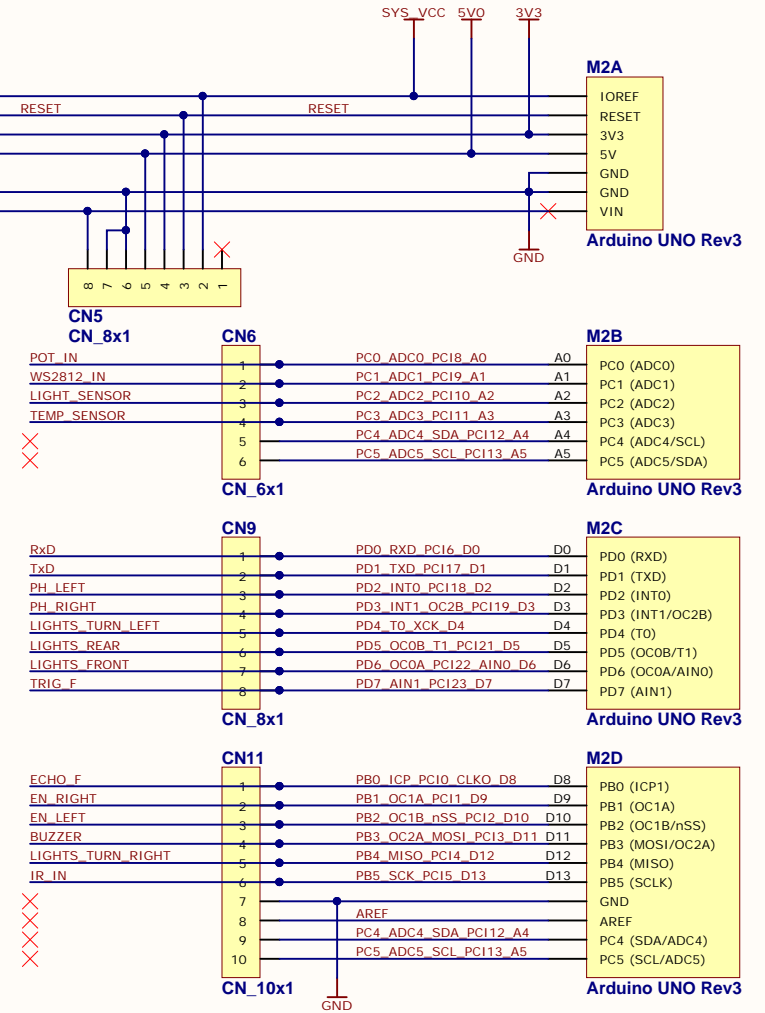 SYS_VCC 5V0 3V3
M2A
IOREF
RESET RESET RESET
3V3
5V
GND
GND
VIN
Arduino UNO Rev3
GND
8 7 6 5 4 3 2 1
CN5
CN_8x1
CN6 M2B
POT_IN 1 PC0_ADC0_PCI8_A0 A0 PC0 (ADC0)
WS2812_IN 2 PC1_ADC1_PCI9_A1 A1 PC1 (ADC1)
LIGHT_SENSOR 3 PC2_ADC2_PCI10_A2 A2 PC2 (ADC2)
TEMP_SENSOR 4 PC3_ADC3_PCI11_A3 A3 PC3 (ADC3)
5 PC4_ADC4_SDA_PCI12_A4 A4 PC4 (ADC4/SCL)
6 PC5_ADC5_SCL_PCI13_A5 A5 PC5 (ADC5/SDA)
CN_6x1 Arduino UNO Rev3
CN9 M2C
RxD 1 PD0_RXD_PCI6_D0 D0 PD0 (RXD)
TxD 2 PD1_TXD_PCI17_D1 D1 PD1 (TXD)
PH_LEFT 3 PD2_INT0_PCI18_D2 D2 PD2 (INT0)
PH_RIGHT 4 PD3_INT1_OC2B_PCI19_D3 D3 PD3 (INT1/OC2B)
LIGHTS_TURN_LEFT 5 PD4_T0_XCK_D4 D4 PD4 (T0)
LIGHTS_REAR 6 PD5_OC0B_T1_PCI21_D5 D5 PD5 (OC0B/T1)
LIGHTS_FRONT 7 PD6_OC0A_PCI22_AIN0_D6 D6 PD6 (OC0A/AIN0)
TRIG_F 8 PD7_AIN1_PCI23_D7 D7 PD7 (AIN1)
CN_8x1 Arduino UNO Rev3
CN11 M2D
ECHO_F 1 PB0_ICP_PCI0_CLKO_D8 D8 PB0 (ICP1)
EN_RIGHT 2 PB1_OC1A_PCI1_D9 D9 PB1 (OC1A)
EN_LEFT 3 PB2_OC1B_nSS_PCI2_D10 D10 PB2 (OC1B/nSS)
BUZZER 4 PB3_OC2A_MOSI_PCI3_D11 D11 PB3 (MOSI/OC2A)
LIGHTS_TURN_RIGHT 5 PB4_MISO_PCI4_D12 D12 PB4 (MISO)
IR_IN 6 PB5_SCK_PCI5_D13 D13 PB5 (SCLK)
7 GND
8 AREF AREF
9 PC4_ADC4_SDA_PCI12_A4 PC4 (SDA/ADC4)
10 PC5_ADC5_SCL_PCI13_A5 PC5 (SCL/ADC5)
CN_10x1 Arduino UNO Rev3
GND